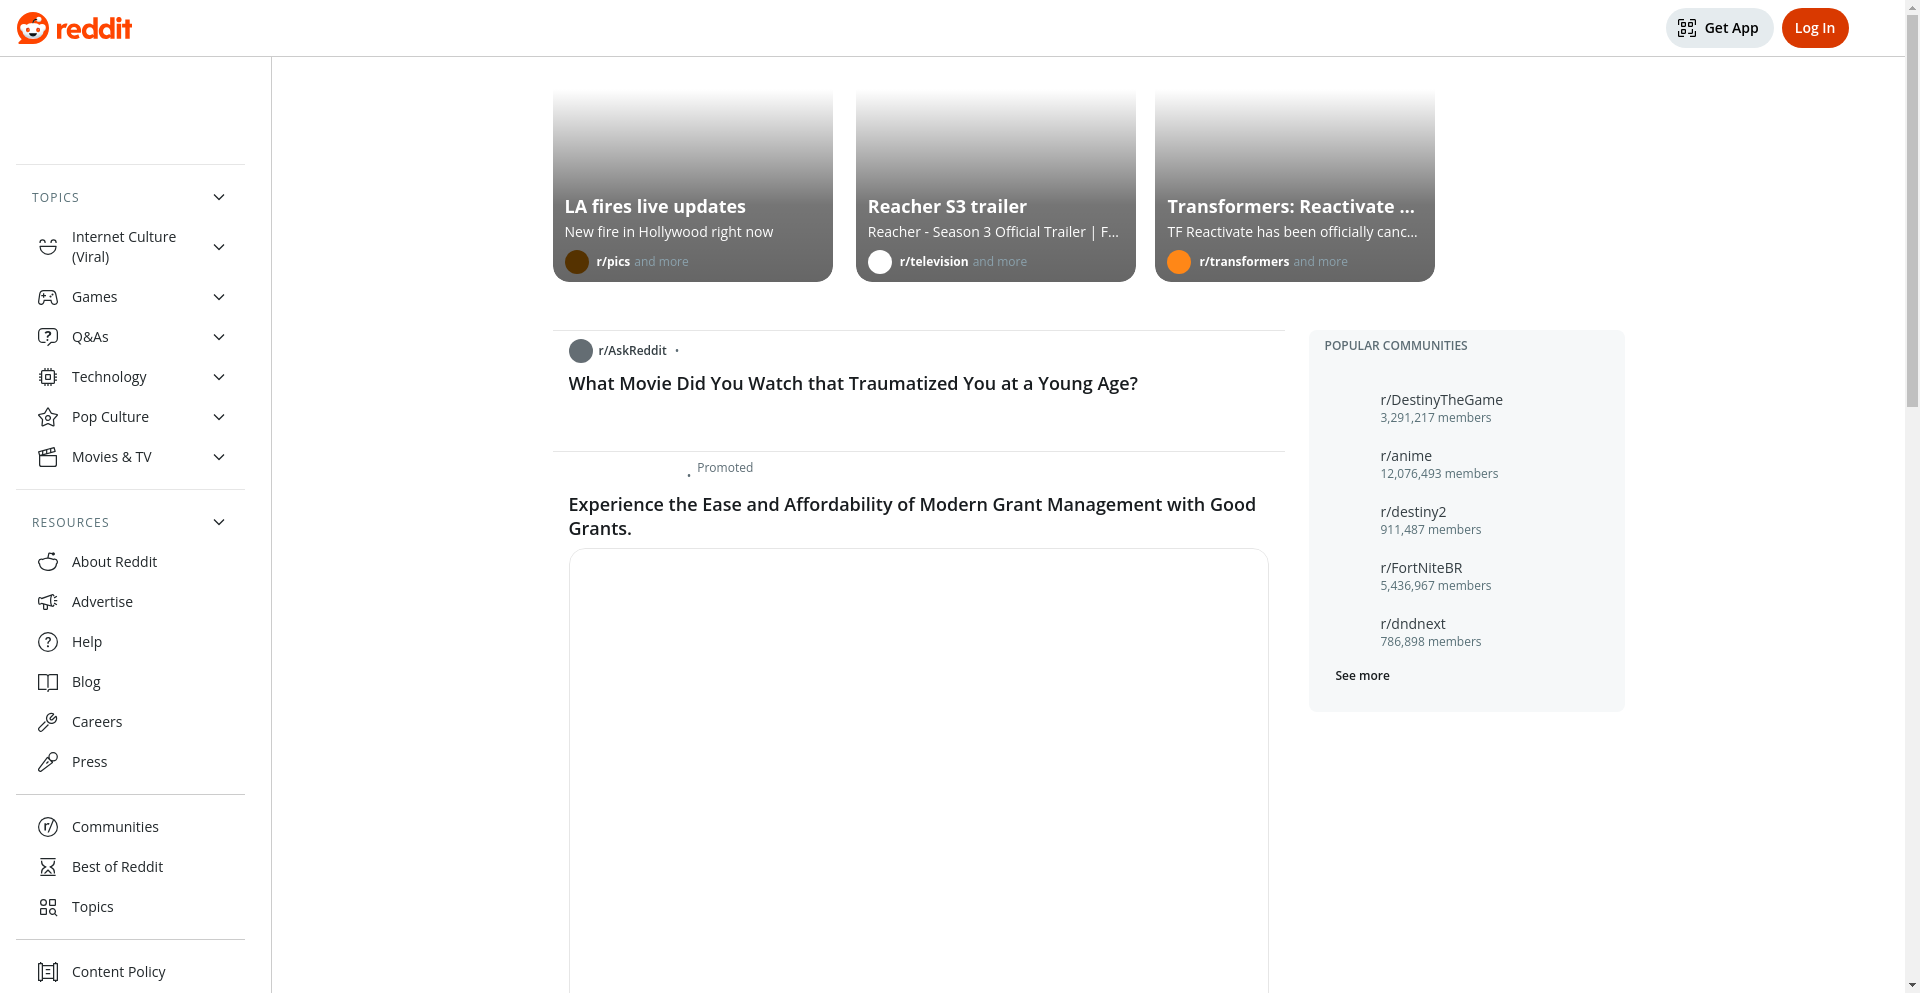 reddit
Get App
Log In
TOPICS
Internet Culture
(Viral)
Games
Q&As
Technology
Pop Culture
Movies & TV
RESOURCES
About Reddit
Advertise
Help
Blog
Careers
Press
Communities
Best of Reddit
Topics
Content Policy
LA fires live updates
New fire in Hollywood right now
r/pics and more
Reacher S3 trailer
Reacher - Season 3 Official Trailer | F...
r/television and more
Transformers: Reactivate ...
TF Reactivate has been officially canc...
r/transformers and more
r/AskReddit •
What Movie Did You Watch that Traumatized You at a Young Age?
• Promoted
Experience the Ease and Affordability of Modern Grant Management with Good
Grants.
POPULAR COMMUNITIES
r/DestinyTheGame
3,291,217 members
r/anime
12,076,493 members
r/destiny2
911,487 members
r/FortNiteBR
5,436,967 members
r/dndnext
786,898 members
See more